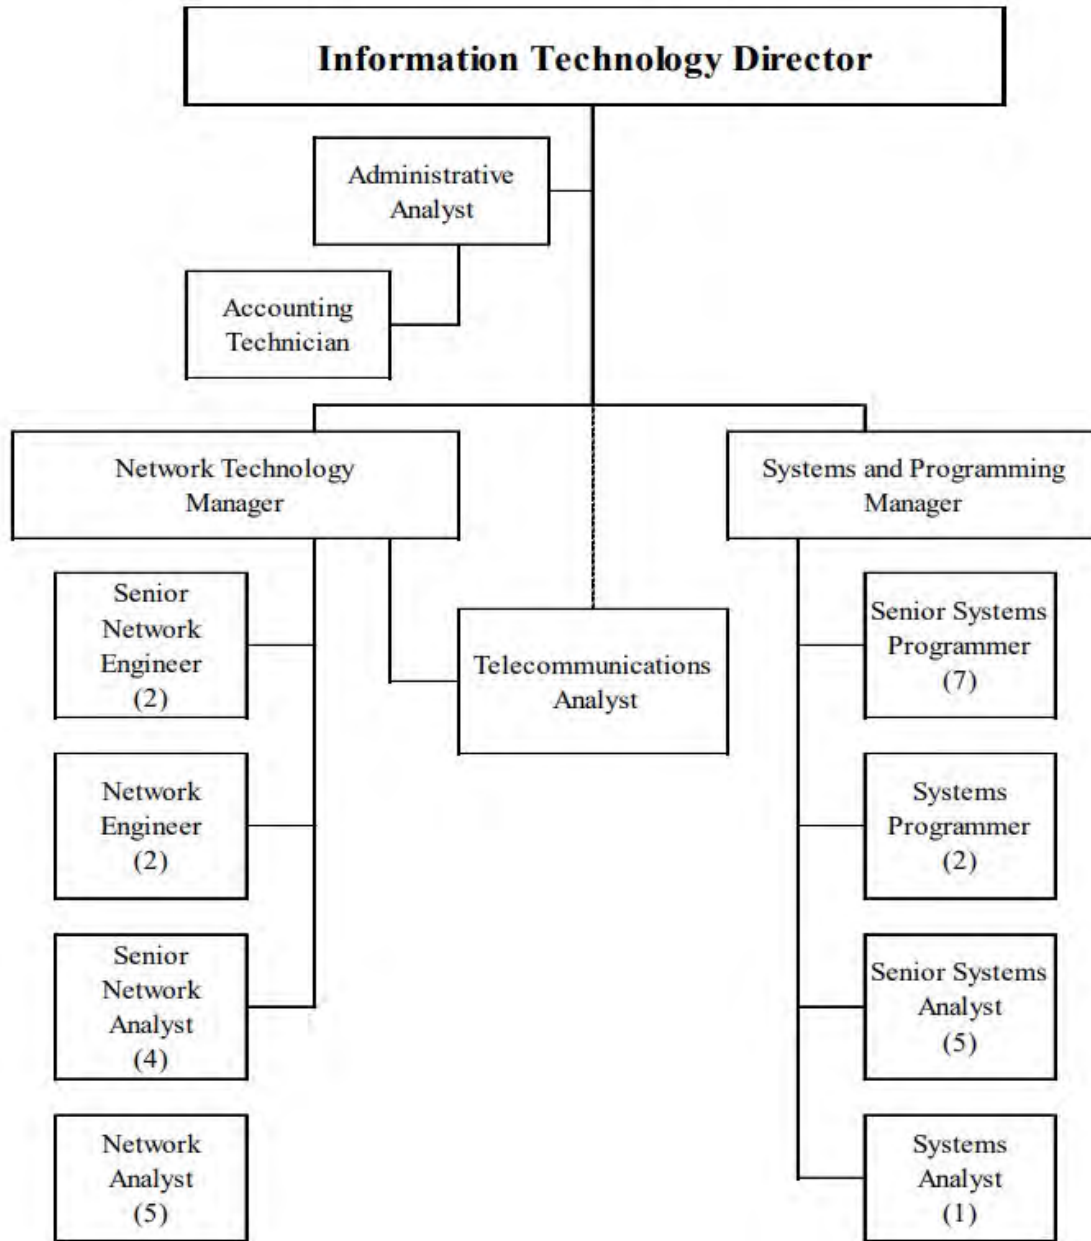 Information Technology Director
Administrative
Analyst
Accounting
Technician
Network Technology
Manager
Systems and Programming
Manager
Senior
Network
Engineer
(2)
Telecommunications
Analyst
Senior Systems
Programmer
(7)
Network
Engineer
(2)
Systems
Programmer
(2)
Senior
Network
Analyst
(4)
Senior Systems
Analyst
(5)
Network
Analyst
(5)
Systems
Analyst
(1)